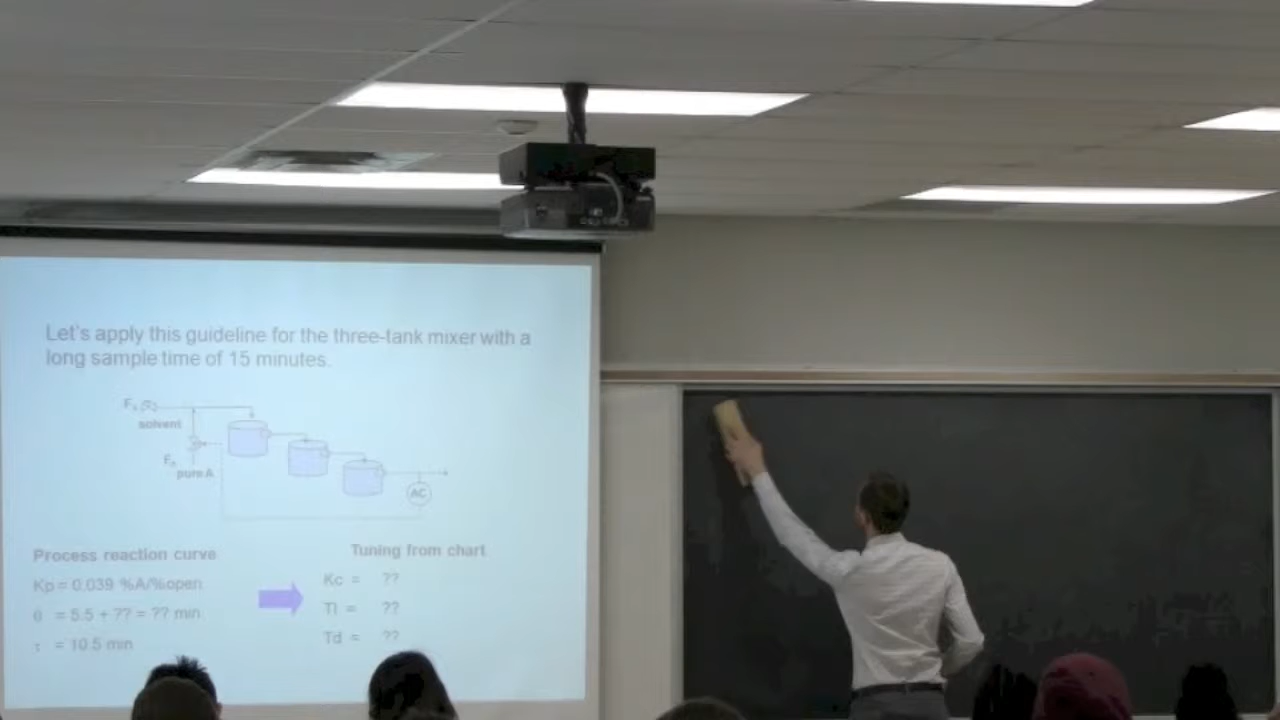 Let's apply this guideline for the three-tank mixer with a
long sample time of 15 minutes.
solvent
pure A
AC
Process reaction curve
Kp = 0.039 %A/%open
θ = 5.5 + ?? = ?? min
τ = 10.5 min
Tuning from chart
Kc = ??
TI = ??
Td = ??